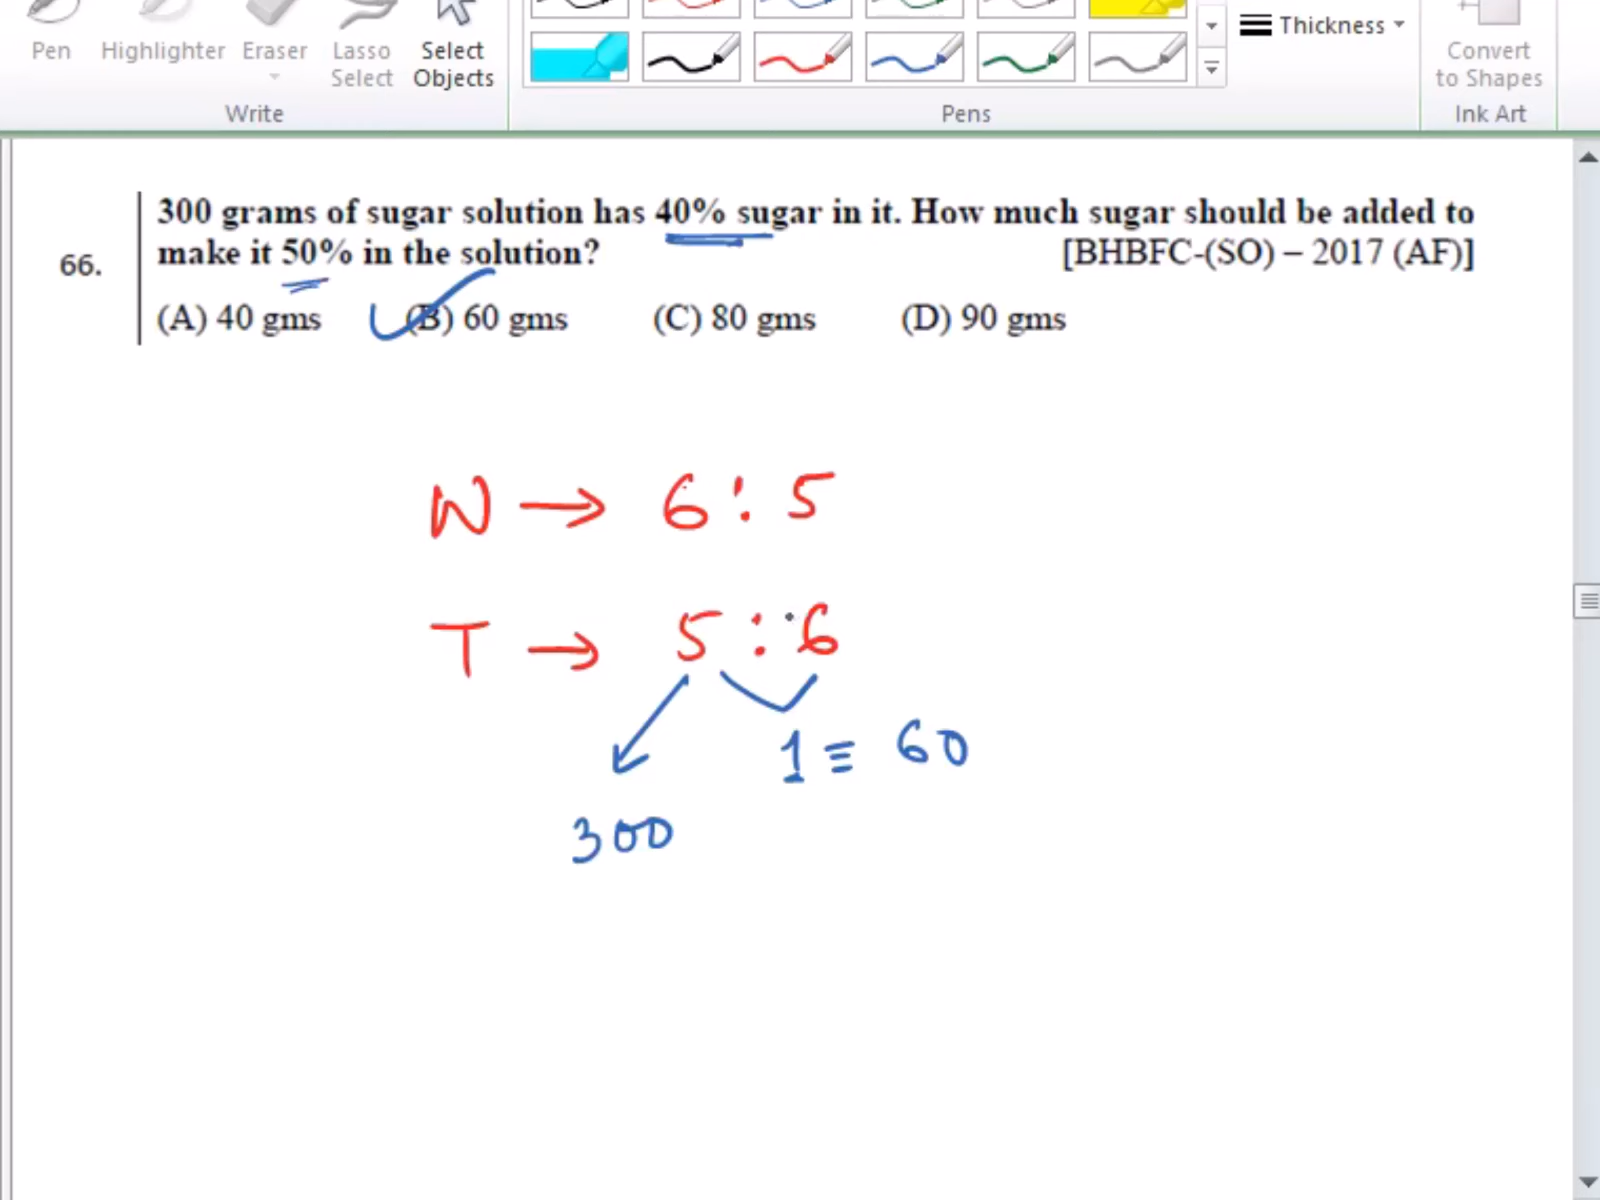 Pen Highlighter Eraser Lasso Select Select Objects Thickness Convert to Shapes
Write Pens Ink Art
66.
300 grams of sugar solution has 40% sugar in it. How much sugar should be added to
make it 50% in the solution? [BHBFC-(SO) – 2017 (AF)]
(A) 40 gms (B) 60 gms (C) 80 gms (D) 90 gms
W → 6 : 5
T → 5 : 6
1 ≡ 60
300